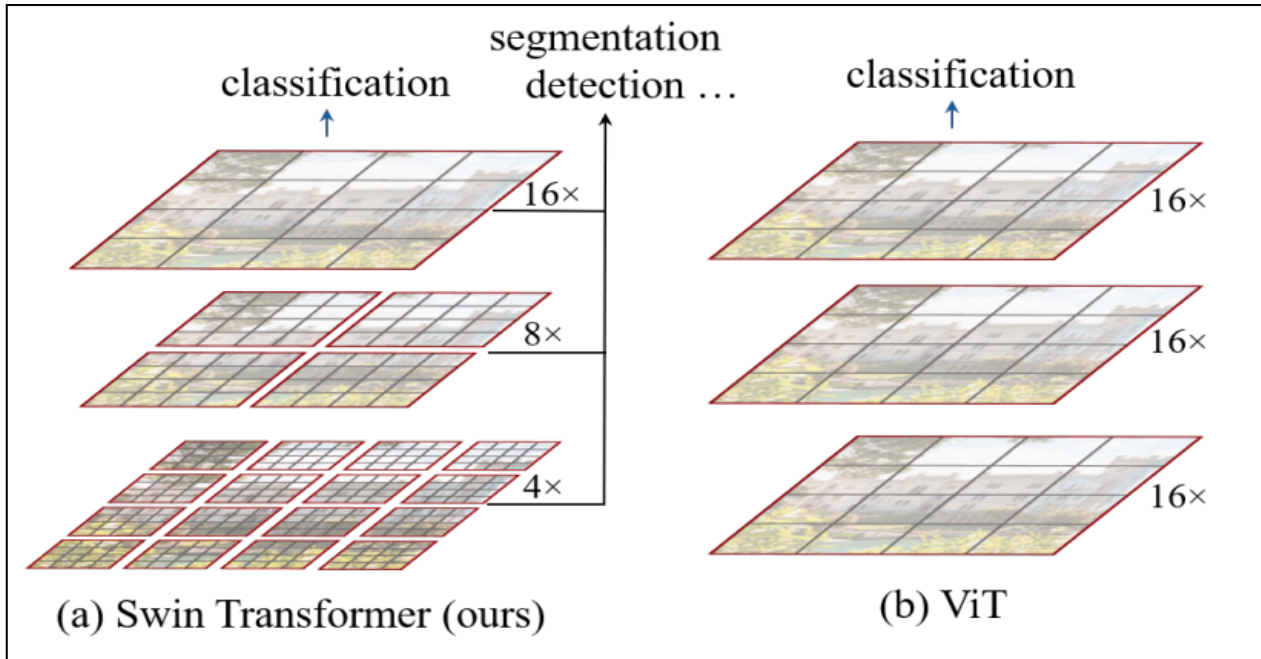 classification
segmentation
detection …
16×
8×
4×
(a) Swin Transformer (ours)
classification
16×
16×
16×
(b) ViT